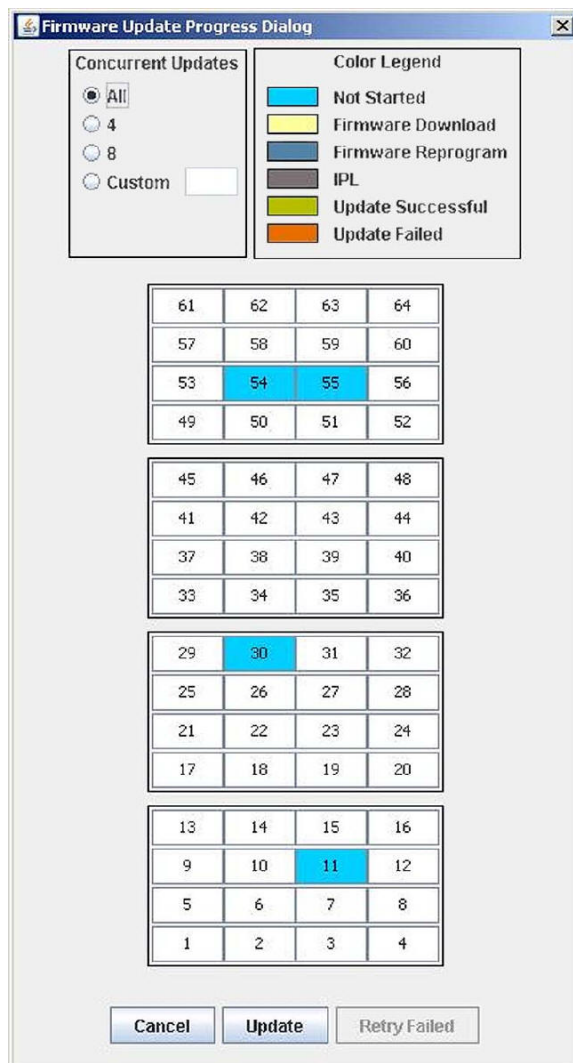 Firmware Update Progress Dialog
Concurrent Updates
All
4
8
Custom
Color Legend
Not Started
Firmware Download
Firmware Reprogram
IPL
Update Successful
Update Failed
61 62 63 64
57 58 59 60
53 54 55 56
49 50 51 52
45 46 47 48
41 42 43 44
37 38 39 40
33 34 35 36
29 30 31 32
25 26 27 28
21 22 23 24
17 18 19 20
13 14 15 16
9 10 11 12
5 6 7 8
1 2 3 4
Cancel Update Retry Failed